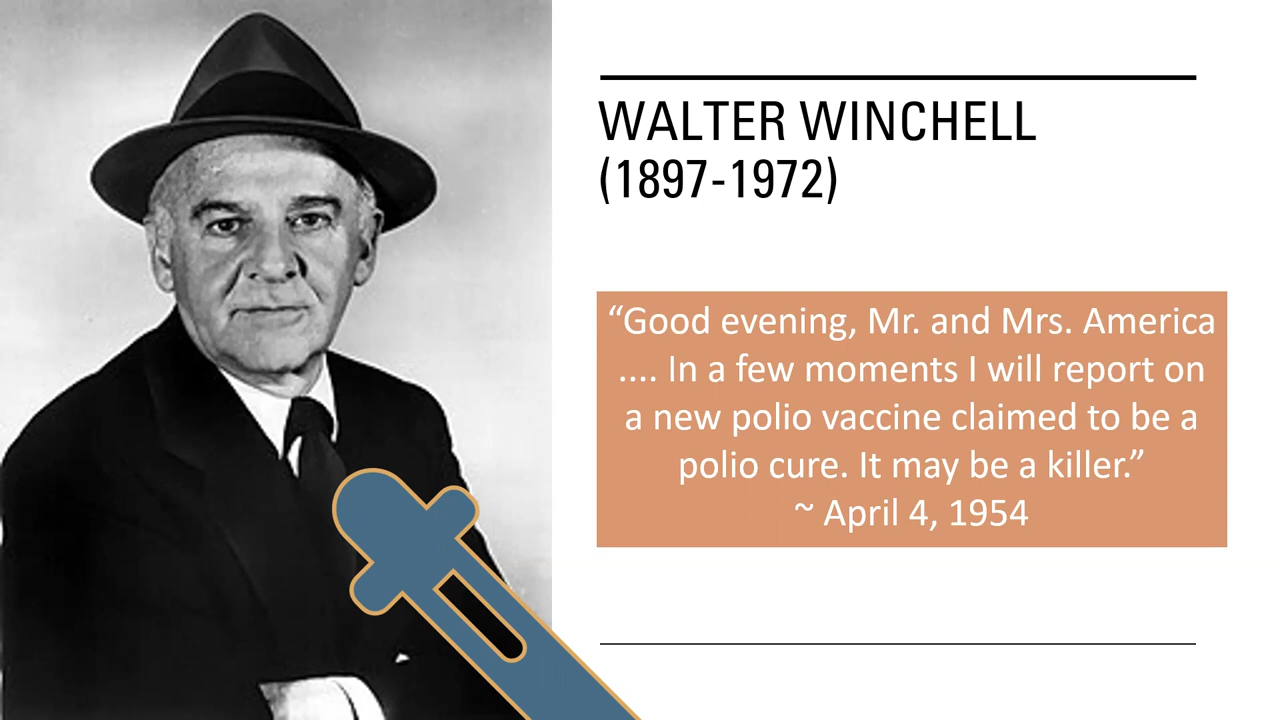 WALTER WINCHELL
(1897-1972)
“Good evening, Mr. and Mrs. America
.... In a few moments I will report on
a new polio vaccine claimed to be a
polio cure. It may be a killer.”
~ April 4, 1954